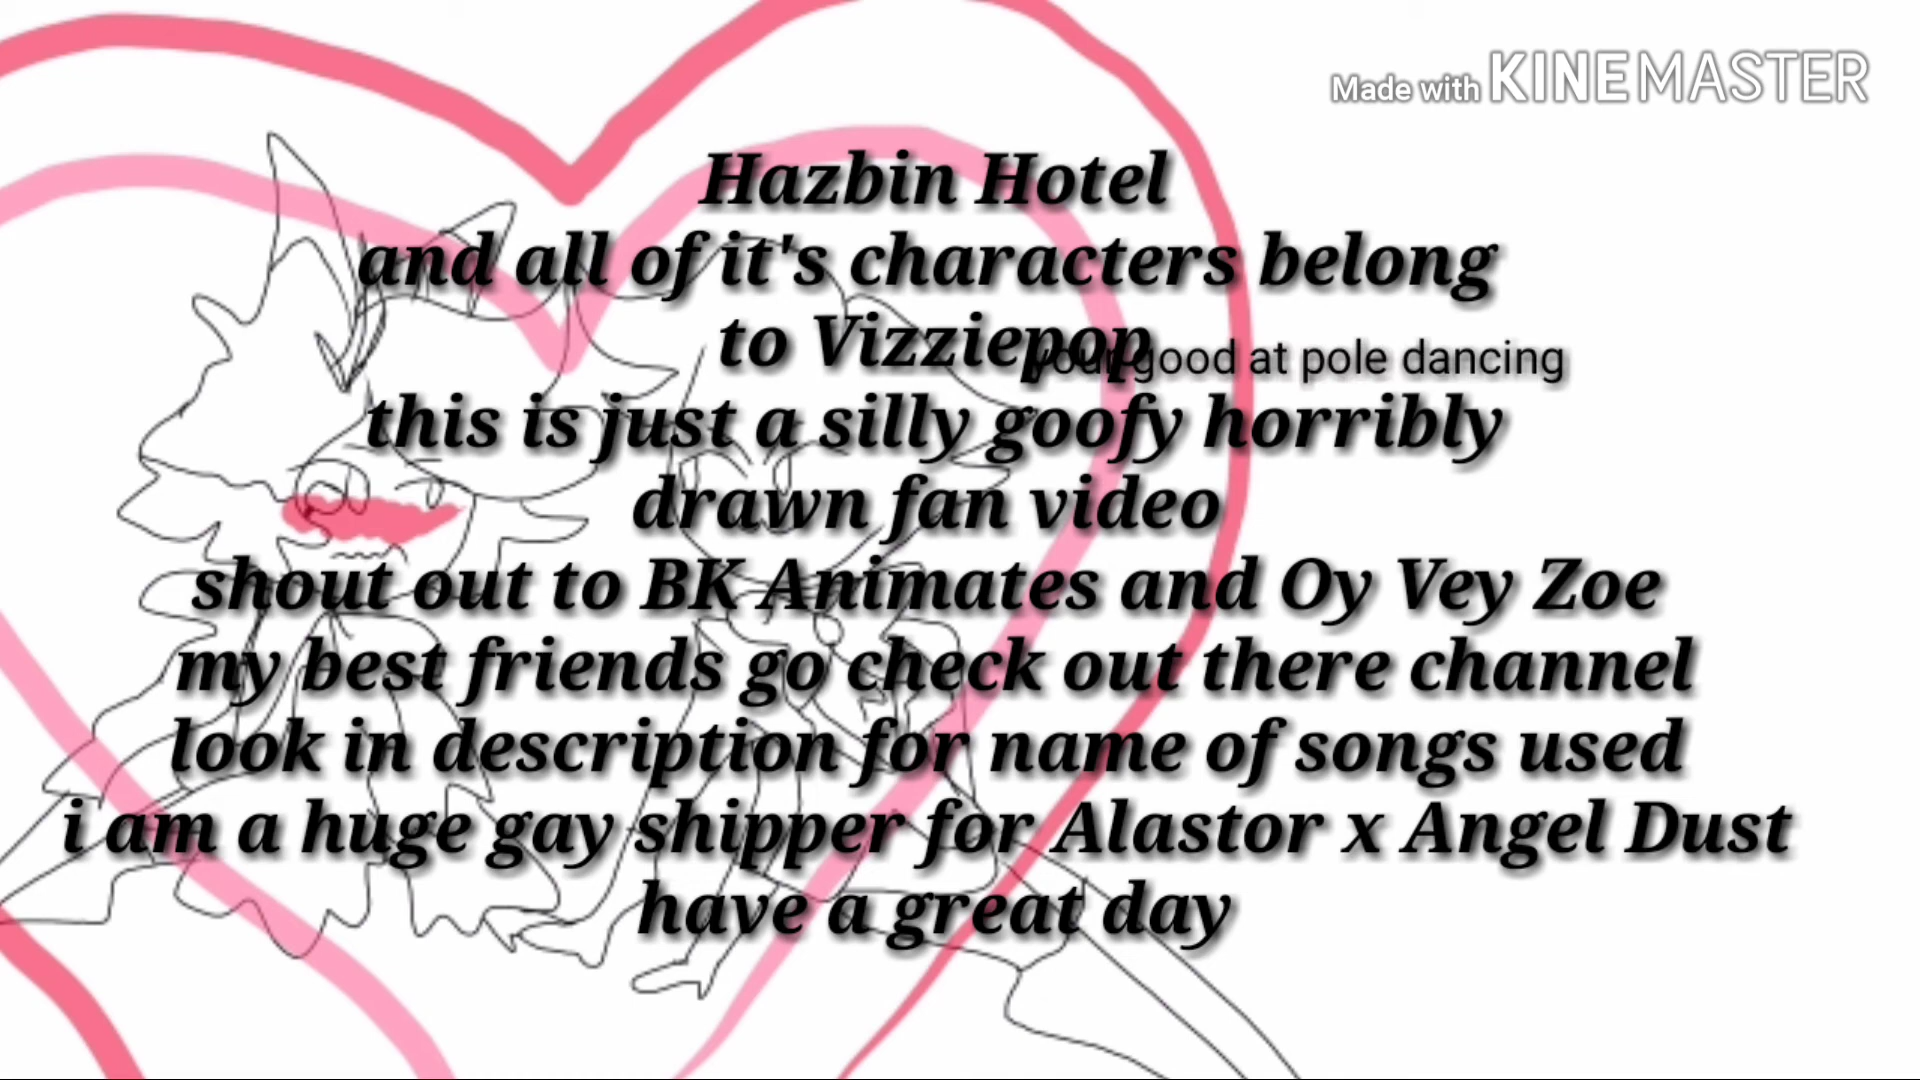 Made with KINEMASTER
Hazbin Hotel
and all of it's characters belong
to Vizziepop
your good at pole dancing
this is just a silly goofy horribly
drawn fan video
shout out to BK Animates and Oy Vey Zoe
my best friends go check out there channel
look in description for name of songs used
i am a huge gay shipper for Alastor x Angel Dust
have a great day